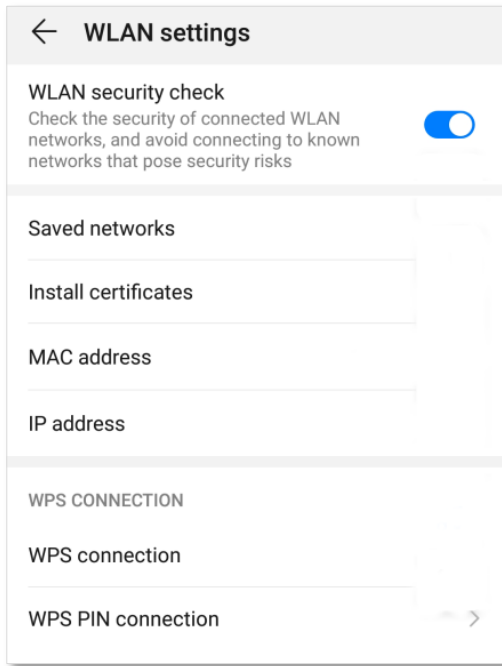 WLAN settings
WLAN security check
Check the security of connected WLAN
networks, and avoid connecting to known
networks that pose security risks
Saved networks
Install certificates
MAC address
IP address
WPS CONNECTION
WPS connection
WPS PIN connection